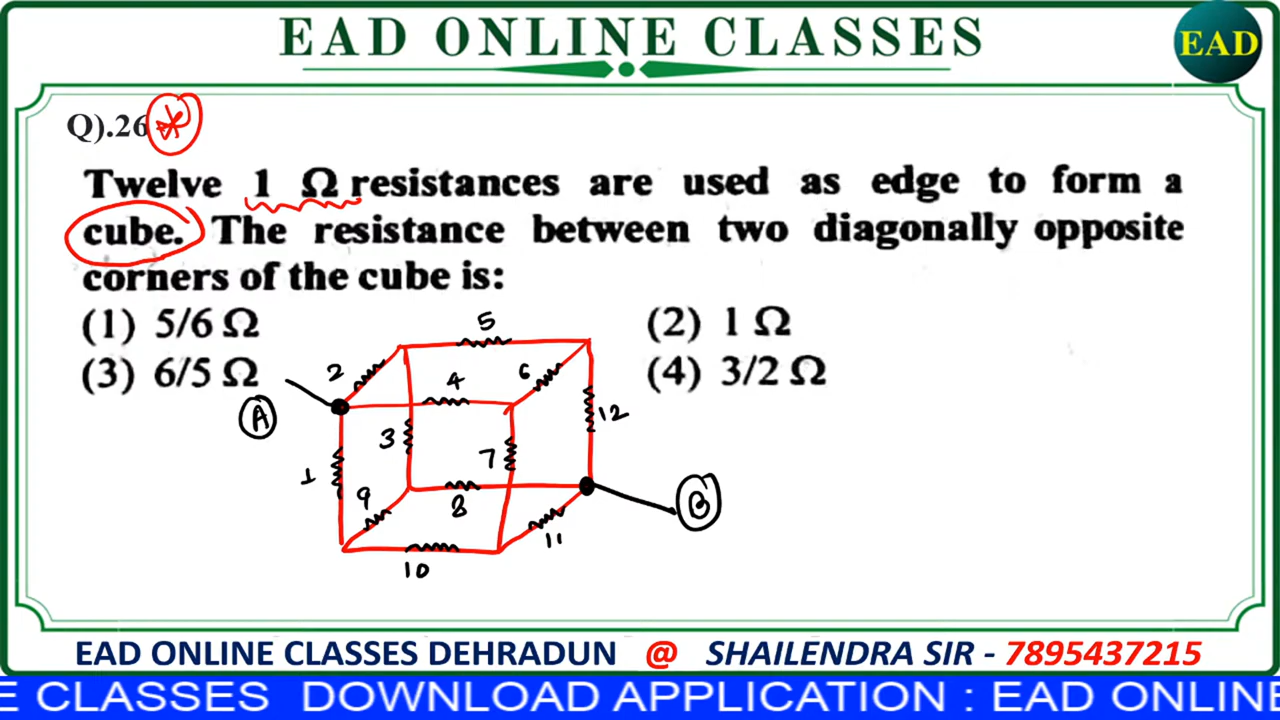 EAD ONLINE CLASSES
EAD
Q).26
Twelve 1 Ω resistances are used as edge to form a
cube. The resistance between two diagonally opposite
corners of the cube is:
(1) 5/6 Ω
(2) 1 Ω
(3) 6/5 Ω
(4) 3/2 Ω
5
2
4
6
A
12
3
7
1
9
8
B
11
10
EAD ONLINE CLASSES DEHRADUN @ SHAILENDRA SIR - 7895437215
E CLASSES DOWNLOAD APPLICATION : EAD ONLINE